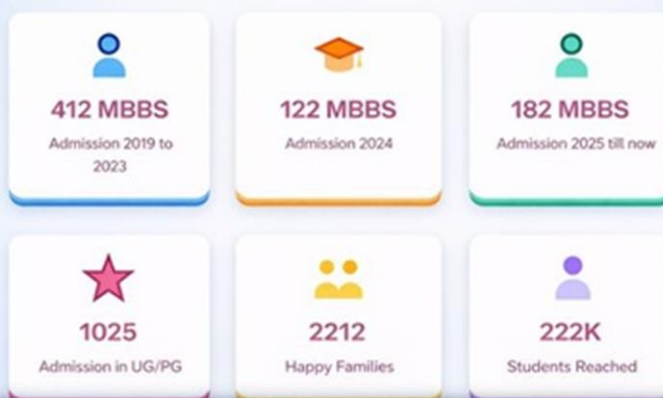 412 MBBS
Admission 2019 to
2023
122 MBBS
Admission 2024
182 MBBS
Admission 2025 till now
1025
Admission in UG/PG
2212
Happy Families
222K
Students Reached